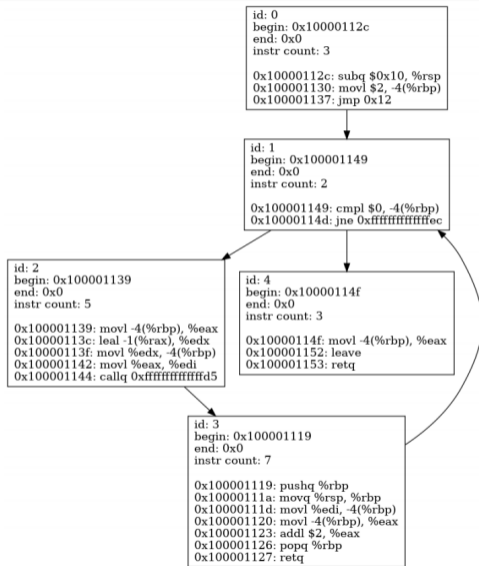 id: 0
begin: 0x10000112c
end: 0x0
instr count: 3
0x10000112c: subq $0x10, %rsp
0x100001130: movl $2, -4(%rbp)
0x100001137: jmp 0x12
id: 1
begin: 0x100001149
end: 0x0
instr count: 2
0x100001149: cmpl $0, -4(%rbp)
0x10000114d: jne 0xffffffffffffffec
id: 2
begin: 0x100001139
end: 0x0
instr count: 5
0x100001139: movl -4(%rbp), %eax
0x10000113c: leal -1(%rax), %edx
0x10000113f: movl %edx, -4(%rbp)
0x100001142: movl %eax, %edi
0x100001144: callq 0xffffffffffffffd5
id: 4
begin: 0x10000114f
end: 0x0
instr count: 3
0x10000114f: movl -4(%rbp), %eax
0x100001152: leave
0x100001153: retq
id: 3
begin: 0x100001119
end: 0x0
instr count: 7
0x100001119: pushq %rbp
0x10000111a: movq %rsp, %rbp
0x10000111d: movl %edi, -4(%rbp)
0x100001120: movl -4(%rbp), %eax
0x100001123: addl $2, %eax
0x100001126: popq %rbp
0x100001127: retq